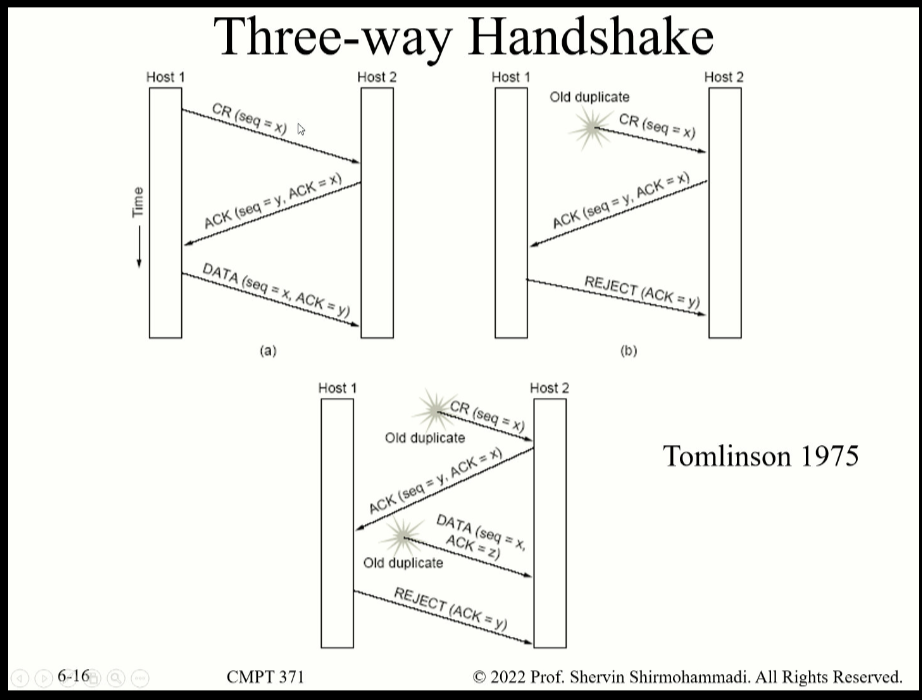 Three-way Handshake
Host 1
Host 2
CR (seq = x)
ACK (seq = y, ACK = x)
DATA (seq = x, ACK = y)
Time
(a)
Host 1
Host 2
Old duplicate
CR (seq = x)
ACK (seq = y, ACK = x)
REJECT (ACK = y)
(b)
Host 1
Host 2
CR (seq = x)
Old duplicate
ACK (seq = y, ACK = x)
DATA (seq = x,
ACK = z)
Old duplicate
REJECT (ACK = y)
Tomlinson 1975
6-16
CMPT 371
© 2022 Prof. Shervin Shirmohammadi. All Rights Reserved.